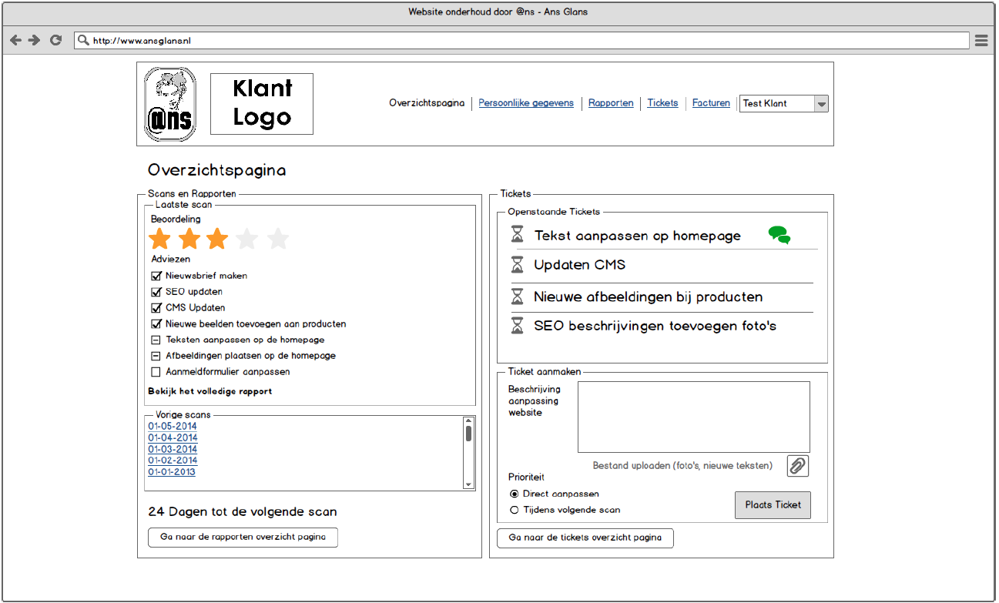 Website onderhoud door @ns - Ans Glans
http://www.ansglans.nl
@ns
Klant
Logo
Overzichtspagina
Persoonlijke gegevens
Rapporten
Tickets
Facturen
Test Klant
Overzichtspagina
Scans en Rapporten
Laatste scan
Beoordeling
Adviezen
Nieuwsbrief maken
SEO updaten
CMS Updaten
Nieuwe beelden toevoegen aan producten
Teksten aanpassen op de homepage
Afbeeldingen plaatsen op de homepage
Aanmeldformulier aanpassen
Bekijk het volledige rapport
Vorige scans
01-05-2014
01-04-2014
01-03-2014
01-02-2014
01-01-2013
24 Dagen tot de volgende scan
Ga naar de rapporten overzicht pagina
Tickets
Openstaande Tickets
Tekst aanpassen op homepage
Updaten CMS
Nieuwe afbeeldingen bij producten
SEO beschrijvingen toevoegen foto's
Ticket aanmaken
Beschrijving
aanpassing
website
Bestand uploaden (foto's, nieuwe teksten)
Prioriteit
Direct aanpassen
Tijdens volgende scan
Plaats Ticket
Ga naar de tickets overzicht pagina